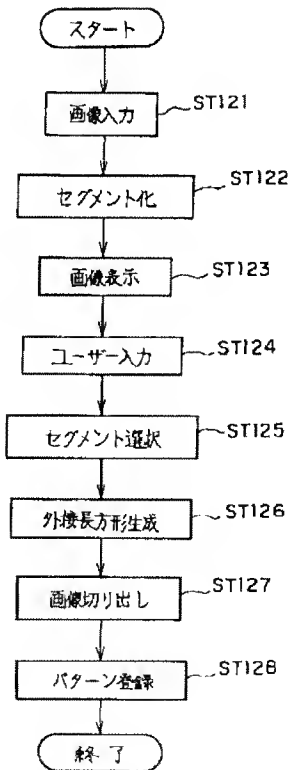 スタート
画像入力 ST121
セグメント化 ST122
画像表示 ST123
ユーザー入力 ST124
セグメント選択 ST125
外接長方形生成 ST126
画像切り出し ST127
パターン登録 ST128
終了